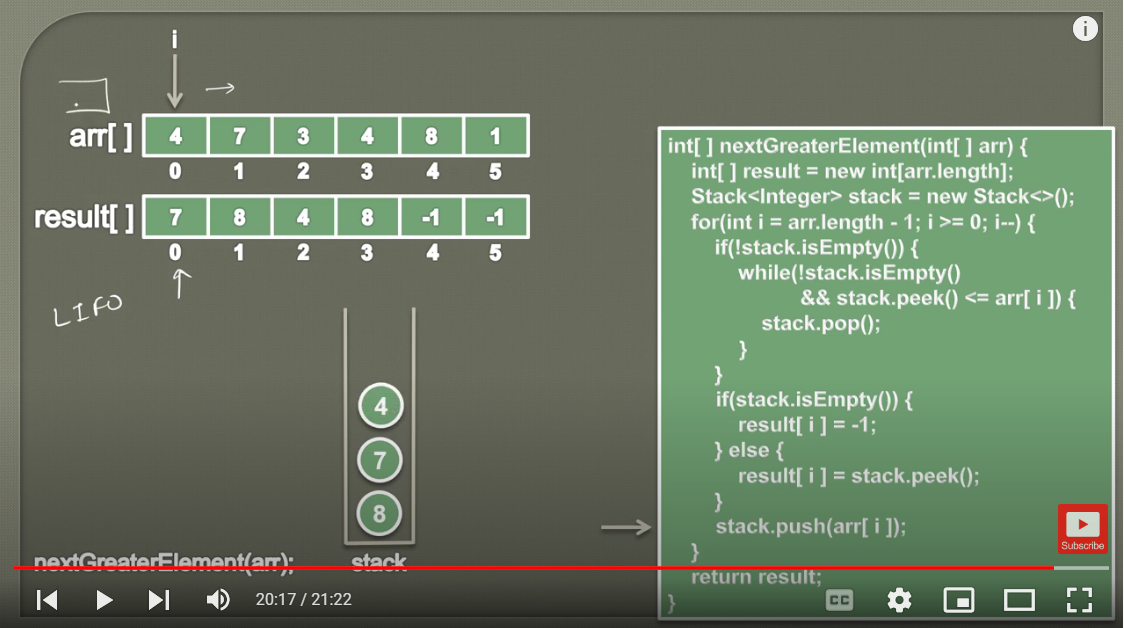 i
arr[ ] 4 7 3 4 8 1
0 1 2 3 4 5
result[ ] 7 8 4 8 -1 -1
0 1 2 3 4 5
LIFO
4
7
8
nextGreaterElement(arr); stack
int[ ] nextGreaterElement(int[ ] arr) {
int[ ] result = new int[arr.length];
Stack<Integer> stack = new Stack<>();
for(int i = arr.length - 1; i >= 0; i--) {
if(!stack.isEmpty()) {
while(!stack.isEmpty()
&& stack.peek() <= arr[ i ]) {
stack.pop();
}
}
if(stack.isEmpty()) {
result[ i ] = -1;
} else {
result[ i ] = stack.peek();
}
stack.push(arr[ i ]);
}
return result;
}
i
Subscribe
20:17 / 21:22
CC